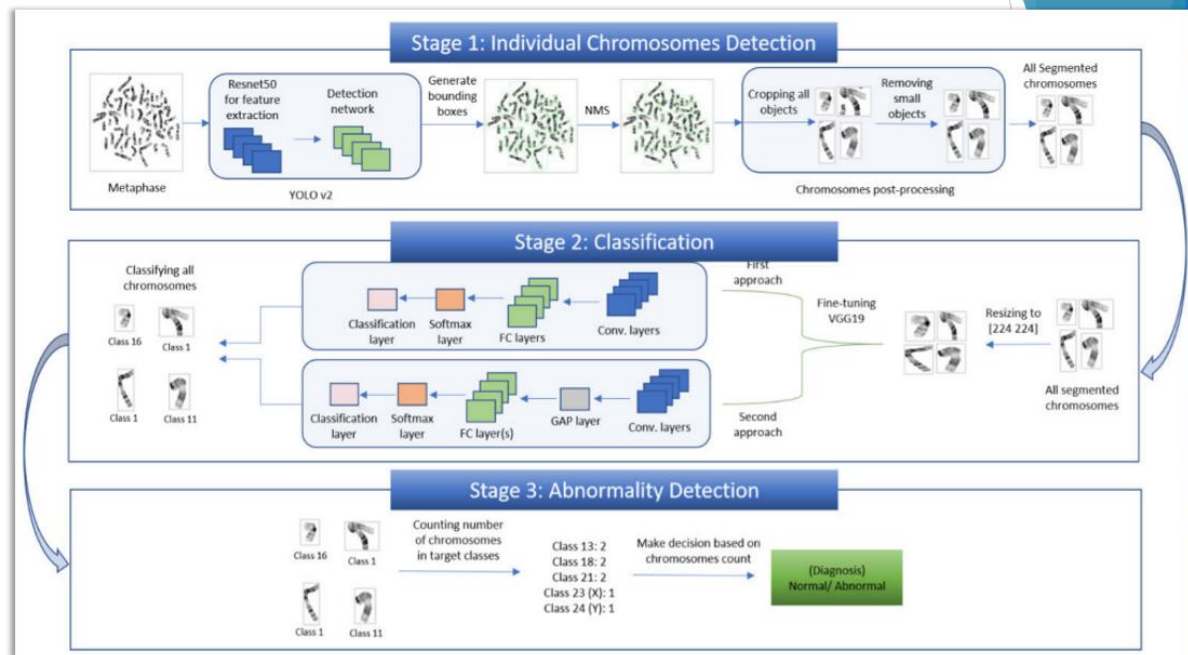 Stage 1: Individual Chromosomes Detection
Metaphase
Resnet50
for feature
extraction
Detection
network
YOLO v2
Generate
bounding
boxes
NMS
Cropping all
objects
Removing
small
objects
Chromosomes post-processing
All Segmented
chromosomes
Stage 2: Classification
Classifying all
chromosomes
Class 16
Class 1
Class 1
Class 11
Classification
layer
Softmax
layer
FC layers
Conv. layers
Classification
layer
Softmax
layer
FC layer(s)
GAP layer
Conv. layers
First
approach
Second
approach
Fine-tuning
VGG19
Resizing to
[224 224]
All segmented
chromosomes
Stage 3: Abnormality Detection
Class 16
Class 1
Class 1
Class 11
Counting number
of chromosomes
in target classes
Class 13: 2
Class 18: 2
Class 21: 2
Class 23 (X): 1
Class 24 (Y): 1
Make decision based on
chromosomes count
(Diagnosis)
Normal/ Abnormal